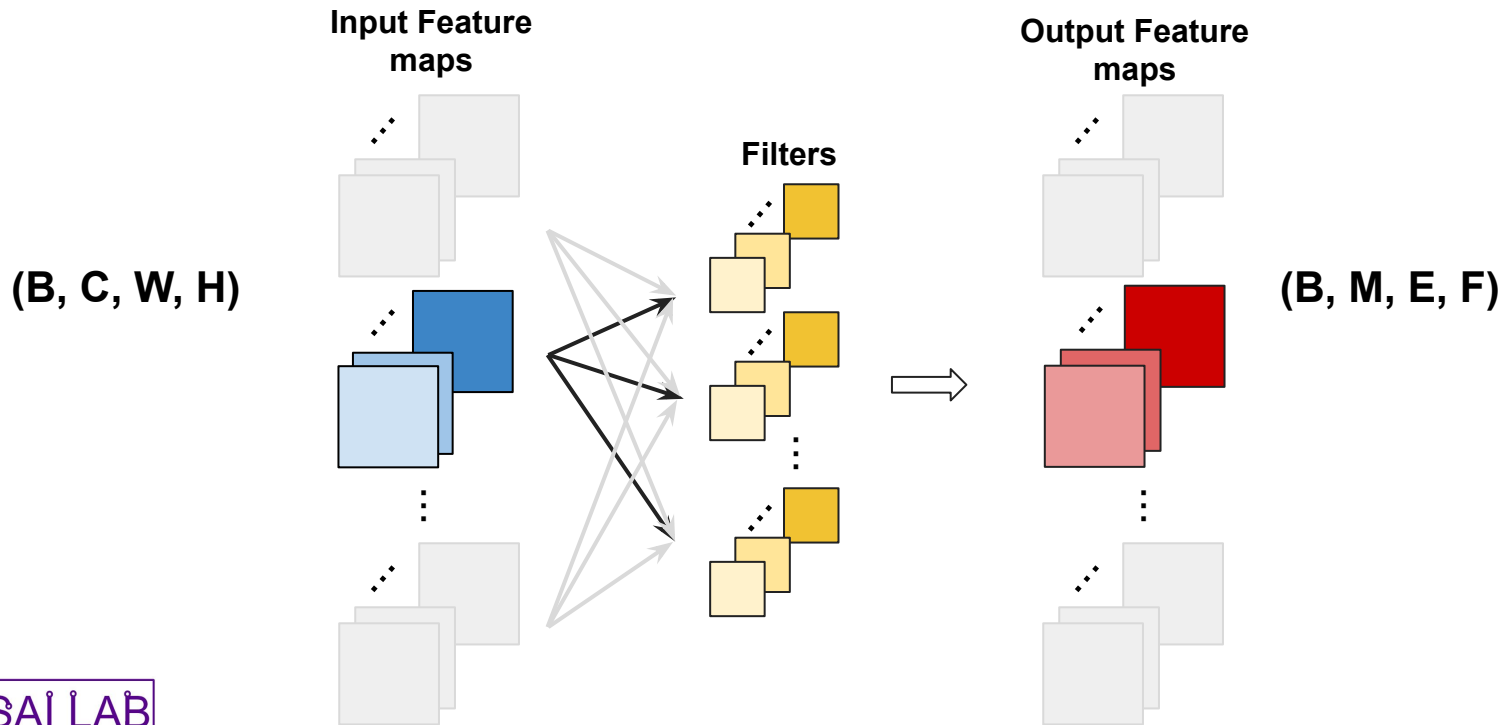 Input Feature
maps
Output Feature
maps
Filters
(B, C, W, H)
(B, M, E, F)
SAI LAB